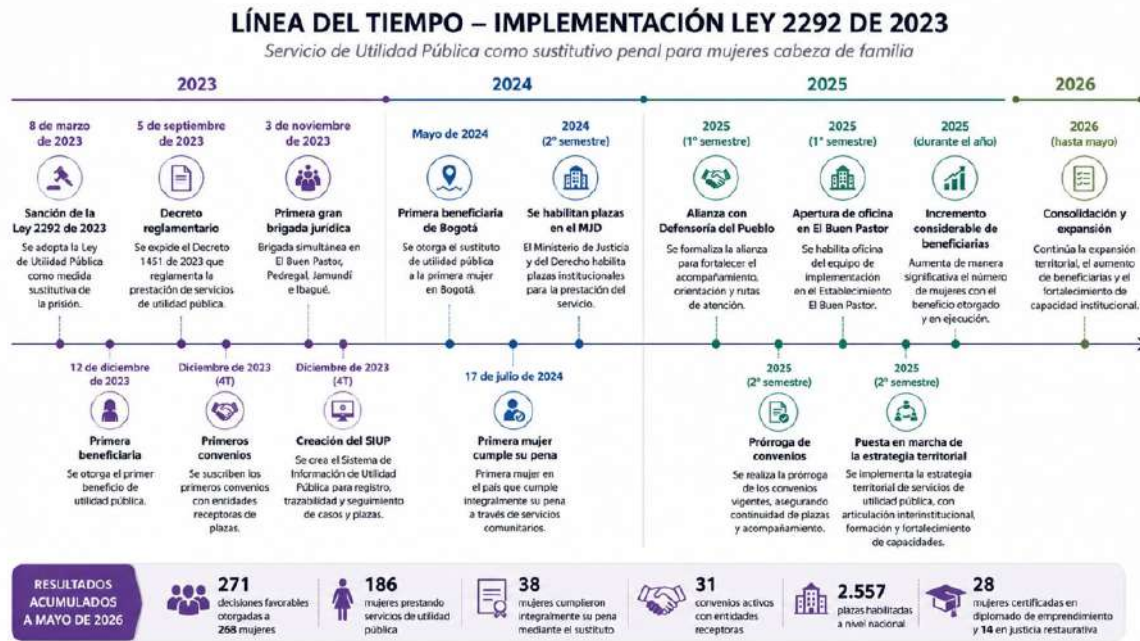 LÍNEA DEL TIEMPO – IMPLEMENTACIÓN LEY 2292 DE 2023
Servicio de Utilidad Pública como sustitutivo penal para mujeres cabeza de familia
2023
8 de marzo
de 2023
Sanción de la
Ley 2292 de 2023
Se adopta la Ley
de Utilidad Pública
como medida
sustitutiva de
la prisión.
5 de septiembre
de 2023
Decreto
reglamentario
Se expide el Decreto
1451 de 2023 que
reglamenta la
prestación de servicios
de utilidad pública.
3 de noviembre
de 2023
Primera gran
brigada jurídica
Brigada simultánea en
El Buen Pastor,
Pedregal, Jamundí
e Ibagué.
12 de diciembre
de 2023
Primera
beneficiaria
Se otorga el primer
beneficio de
utilidad pública.
Diciembre de 2023
(4T)
Primeros
convenios
Se suscriben los
primeros convenios
con entidades
receptoras de
plazas.
Diciembre de 2023
(4T)
Creación del SIUP
Se crea el Sistema de
Información de Utilidad
Pública para registro,
trazabilidad y seguimiento
de casos y plazas.
2024
Mayo de 2024
Primera beneficiaria
de Bogotá
Se otorga el sustituto
de utilidad pública
a la primera mujer
en Bogotá.
2024
(2º semestre)
Se habilitan plazas
en el MJD
El Ministerio de Justicia
y del Derecho habilita
plazas institucionales
para la prestación del
servicio.
17 de julio de 2024
Primera mujer
cumple su pena
Primera mujer en
el país que cumple
integralmente su pena
a través de servicios
comunitarios.
2025
2025
(1º semestre)
Alianza con
Defensoría del Pueblo
Se formaliza la alianza
para fortalecer el
acompañamiento,
orientación y rutas
de atención.
2025
(1º semestre)
Apertura de oficina
en El Buen Pastor
Se habilita oficina
del equipo de
implementación
en el Establecimiento
El Buen Pastor.
2025
(durante el año)
Incremento
considerable de
beneficiarias
Aumenta de manera
significativa el número
de mujeres con el
beneficio otorgado
y en ejecución.
2025
(2º semestre)
Prórroga de
convenios
Se realiza la prórroga
de los convenios
vigentes, asegurando
continuidad de plazas
y acompañamiento.
2025
(2º semestre)
Puesta en marcha de
la estrategia territorial
Se implementa la estrategia
territorial de servicios de
utilidad pública, con
articulación interinstitucional,
formación y fortalecimiento
de capacidades.
2026
2026
(hasta mayo)
Consolidación y
expansión
Continúa la expansión
territorial, el aumento
de beneficiarias y el
fortalecimiento de
capacidad institucional.
RESULTADOS
ACUMULADOS
A MAYO DE 2026
271
decisiones favorables
otorgadas a
268 mujeres
186
mujeres prestando
servicios de utilidad
pública
38
mujeres cumplieron
integralmente su pena
mediante el sustituto
31
convenios activos
con entidades
receptoras
2.557
plazas habilitadas
a nivel nacional
28
mujeres certificadas en
diplomado de emprendimiento
y 14 en justicia restaurativa